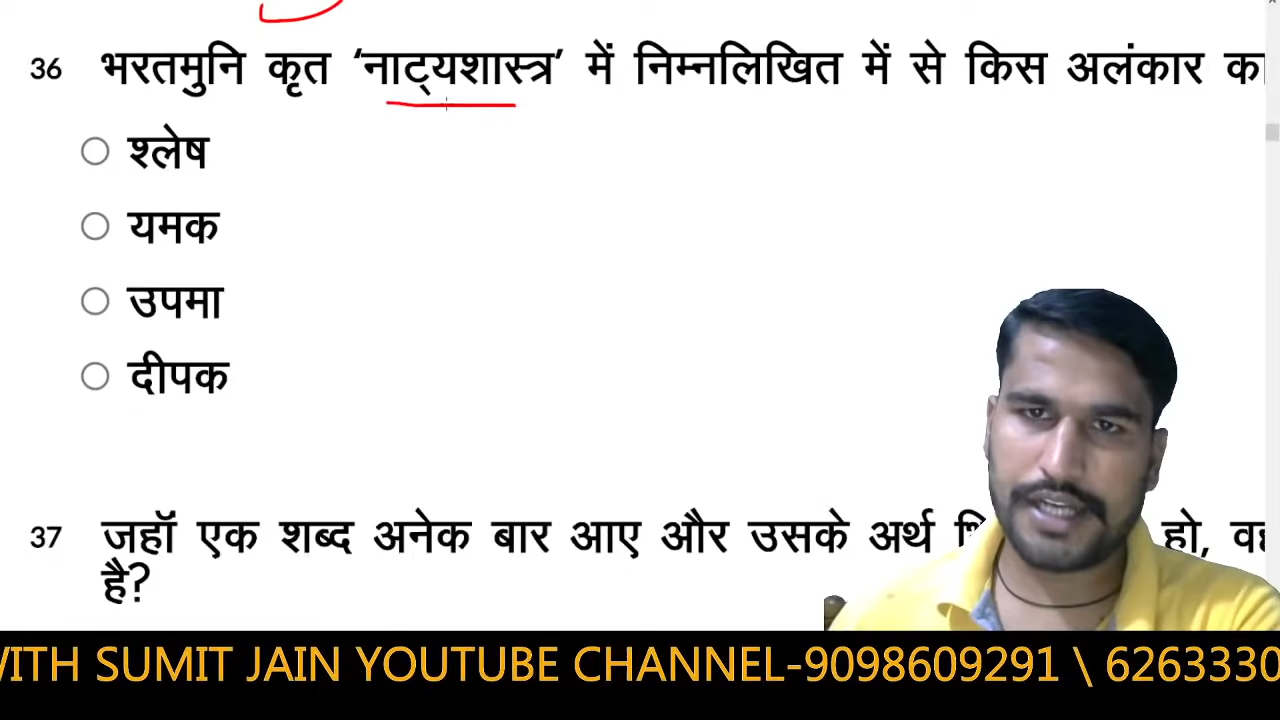 36 भरतमुनि कृत ‘नाट्यशास्त्र’ में निम्नलिखित में से किस अलंकार का
श्लेष
यमक
उपमा
दीपक
37 जहॉ एक शब्द अनेक बार आए और उसके अर्थ हो,
है?
WITH SUMIT JAIN YOUTUBE CHANNEL-9098609291 \ 6263330